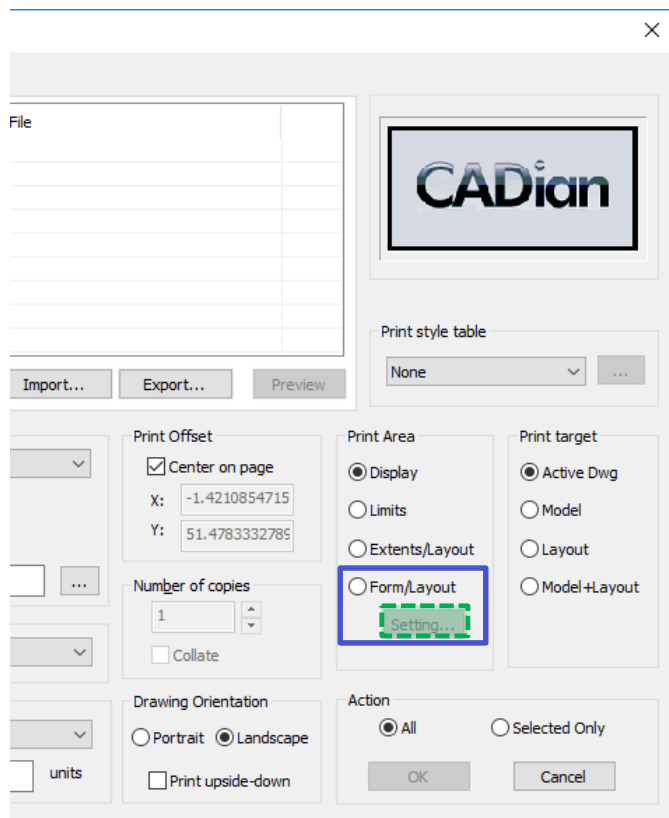 File
CADian
Print style table
None
...
Import...
Export...
Preview
Print Offset
Center on page
X: -1.4210854715
Y: 51.4783332789
Number of copies
1
Collate
Drawing Orientation
Portrait
Landscape
Print upside-down
...
units
Print Area
Display
Limits
Extents/Layout
Form/Layout
Setting...
Print target
Active Dwg
Model
Layout
Model+Layout
Action
All
Selected Only
OK
Cancel